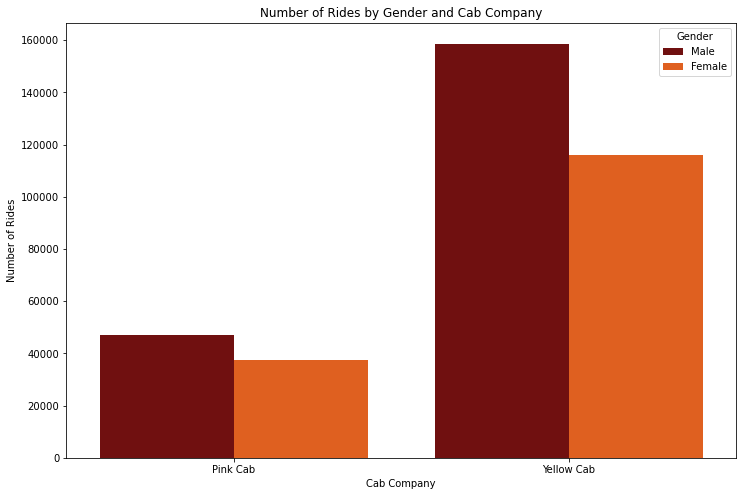 Number of Rides by Gender and Cab Company
Gender
Male
Female
160000
140000
120000
100000
80000
60000
40000
20000
0
Number of Rides
Pink Cab
Yellow Cab
Cab Company